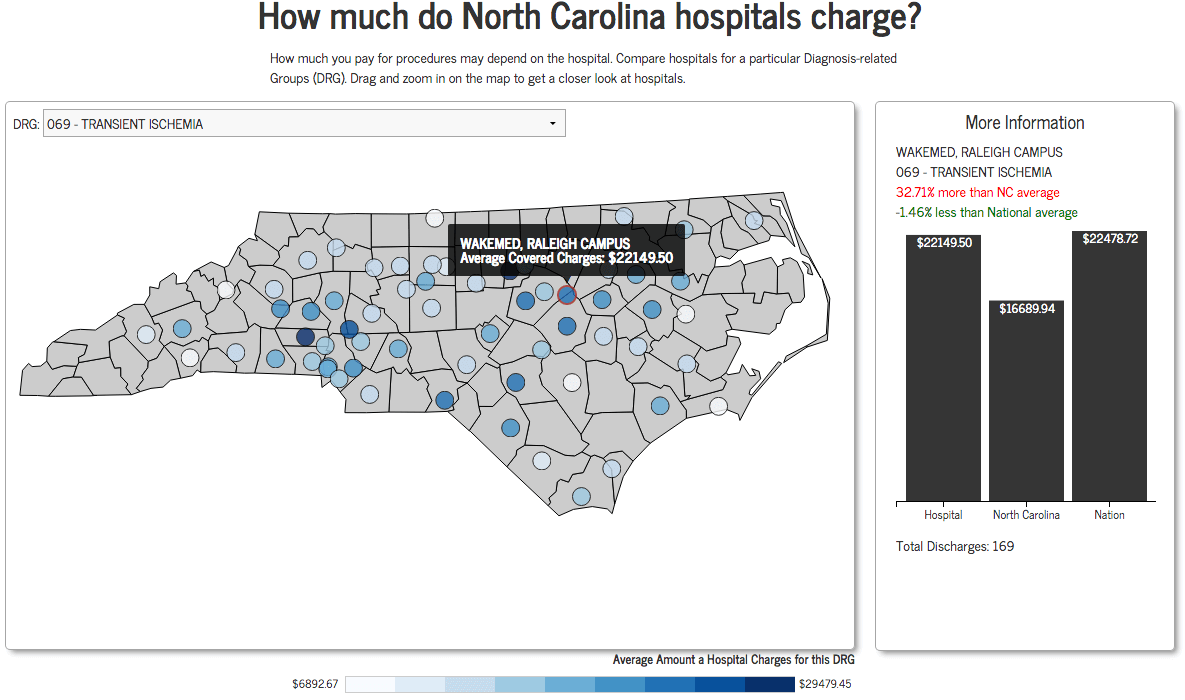 How much do North Carolina hospitals charge?
How much you pay for procedures may depend on the hospital. Compare hospitals for a particular Diagnosis-related
Groups (DRG). Drag and zoom in on the map to get a closer look at hospitals.
DRG: 069 - TRANSIENT ISCHEMIA
WAKEMED, RALEIGH CAMPUS
Average Covered Charges: $22149.50
More Information
WAKEMED, RALEIGH CAMPUS
069 - TRANSIENT ISCHEMIA
32.71% more than NC average
-1.46% less than National average
$22149.50
$16689.94
$22478.72
Hospital
North Carolina
Nation
Total Discharges: 169
Average Amount a Hospital Charges for this DRG
$6892.67
$29479.45